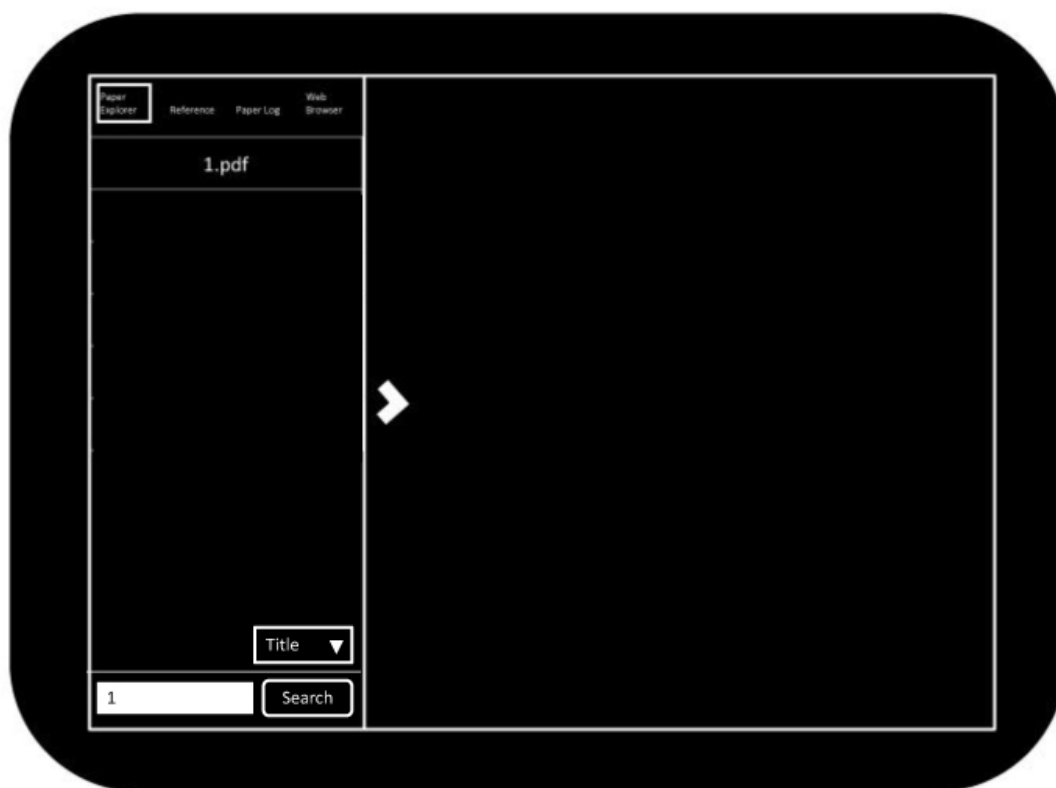 Paper
Explorer
Reference
Paper Log
Web
Browser
1.pdf
Title
1
Search